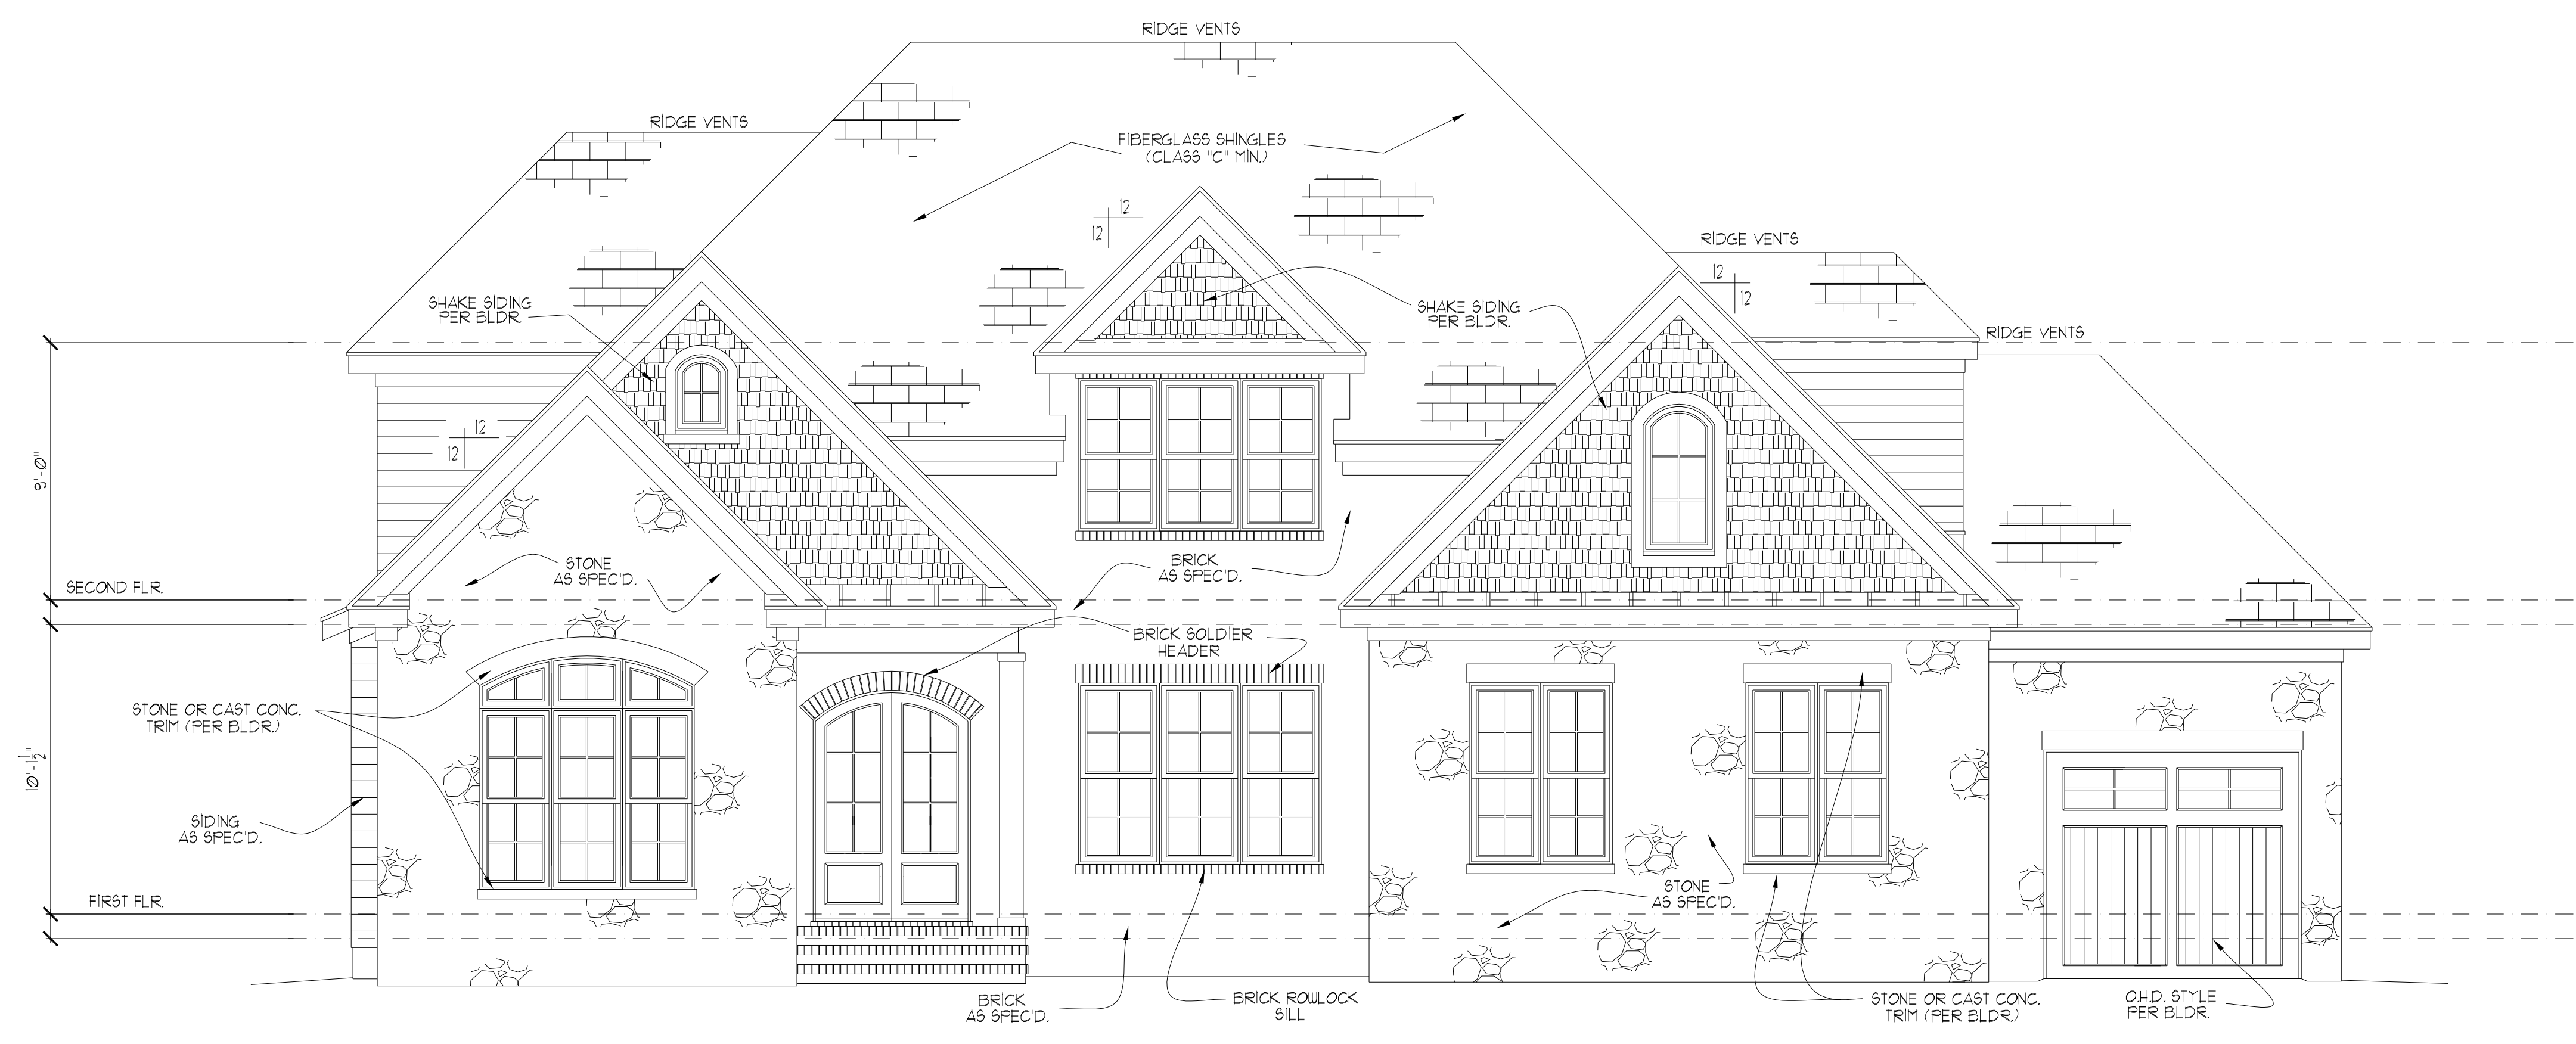 RIDGE VENTS
RIDGE VENTS
FIBERGLASS SHINGLES
(CLASS "C" MIN.)
12
12
RIDGE VENTS
12
12
SHAKE SIDING
PER BLDR.
SHAKE SIDING
PER BLDR.
RIDGE VENTS
12
12
9'-0"
STONE
AS SPEC'D.
BRICK
AS SPEC'D.
SECOND FLR.
BRICK SOLDIER
HEADER
STONE OR CAST CONC.
TRIM (PER BLDR.)
10'-1 1/2"
SIDING
AS SPEC'D.
FIRST FLR.
STONE
AS SPEC'D.
BRICK
AS SPEC'D.
BRICK ROWLOCK
SILL
STONE OR CAST CONC.
TRIM (PER BLDR.)
O.H.D. STYLE
PER BLDR.